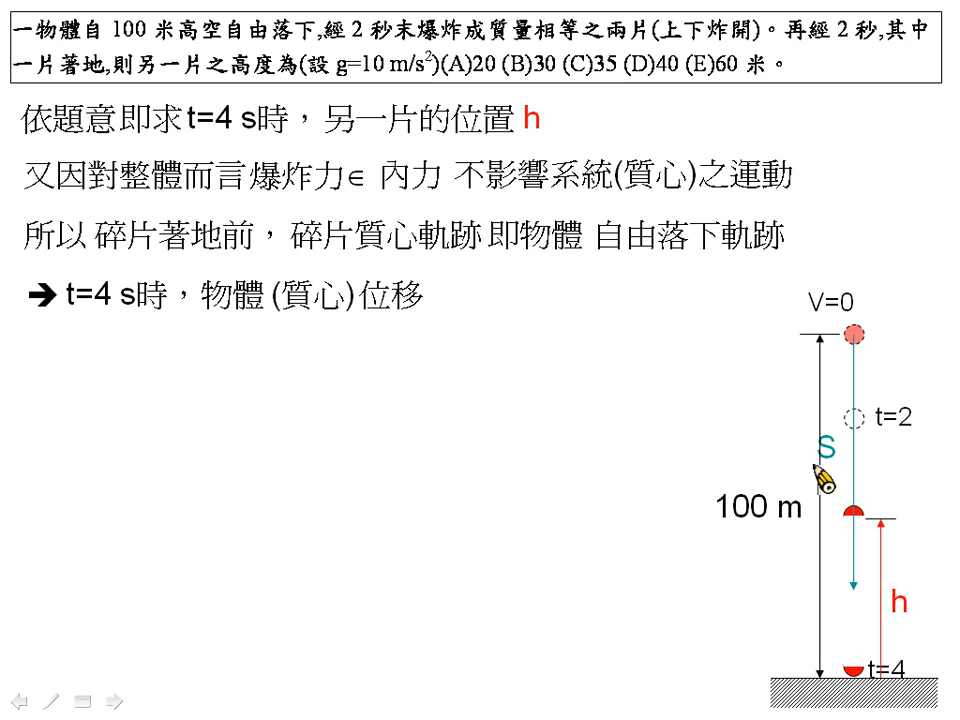 一物體自 100 米高空自由落下,經 2 秒末爆炸成質量相等之兩片(上下炸開)。再經 2 秒,其中
一片著地,則另一片之高度為(設 g=10 m/s²)(A)20 (B)30 (C)35 (D)40 (E)60 米。
依題意即求 t=4 s時, 另一片的位置 h
又因對整體而言爆炸力∈ 內力 不影響系統(質心)之運動
所以 碎片著地前, 碎片質心軌跡 即物體 自由落下軌跡
➔ t=4 s時,物體 (質心) 位移
V=0
t=2
S
100 m
h
t=4